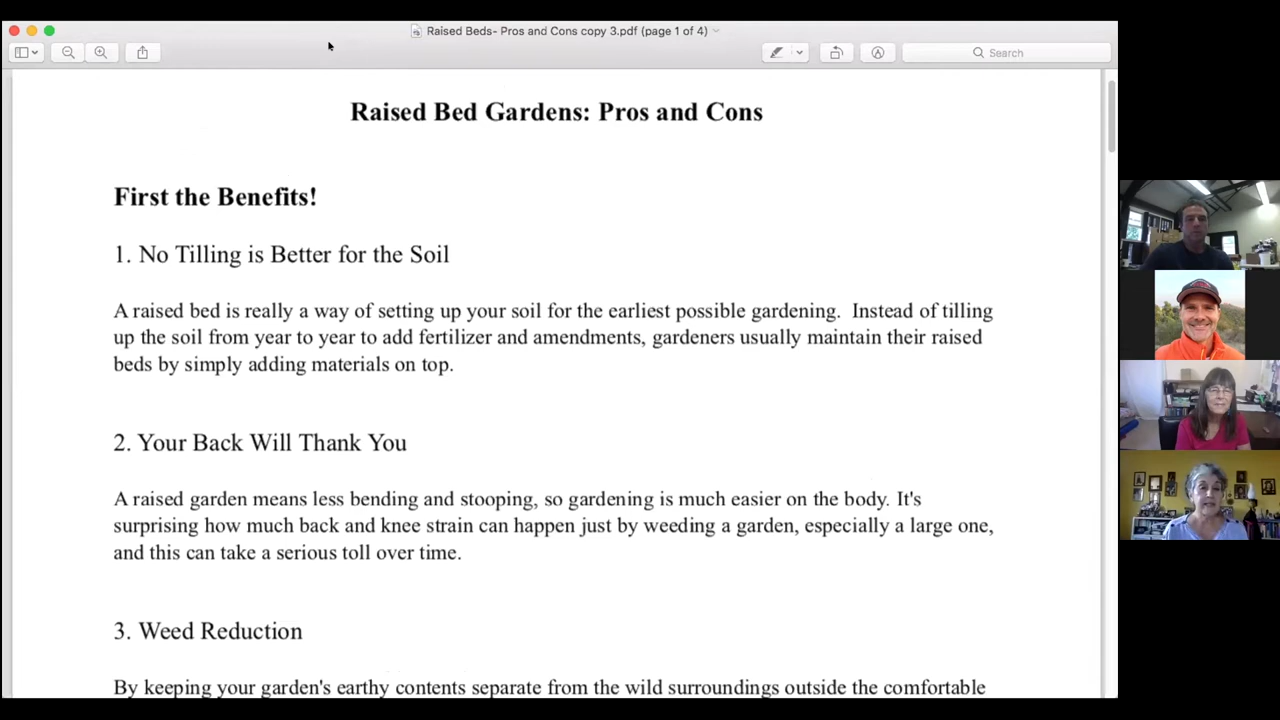 Raised Beds- Pros and Cons copy 3.pdf (page 1 of 4)
Search
Raised Bed Gardens: Pros and Cons
First the Benefits!
1. No Tilling is Better for the Soil
A raised bed is really a way of setting up your soil for the earliest possible gardening.  Instead of tilling
up the soil from year to year to add fertilizer and amendments, gardeners usually maintain their raised
beds by simply adding materials on top.
2. Your Back Will Thank You
A raised garden means less bending and stooping, so gardening is much easier on the body. It's
surprising how much back and knee strain can happen just by weeding a garden, especially a large one,
and this can take a serious toll over time.
3. Weed Reduction
By keeping your garden's earthy contents separate from the wild surroundings outside the comfortable